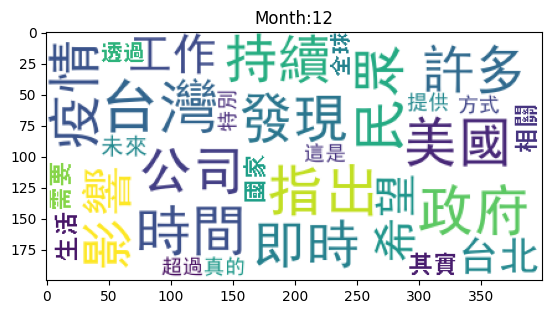 Month:12
疫情
透過
工作
持續
全球
民眾
許多
台灣
特別
發現
提供
方式
美國
相關
未來
這是
公司
國家
需要
影響
指出
希望
政府
生活
時間
即時
超過
真的
其實
台北
0
25
50
75
100
125
150
175
0
50
100
150
200
250
300
350